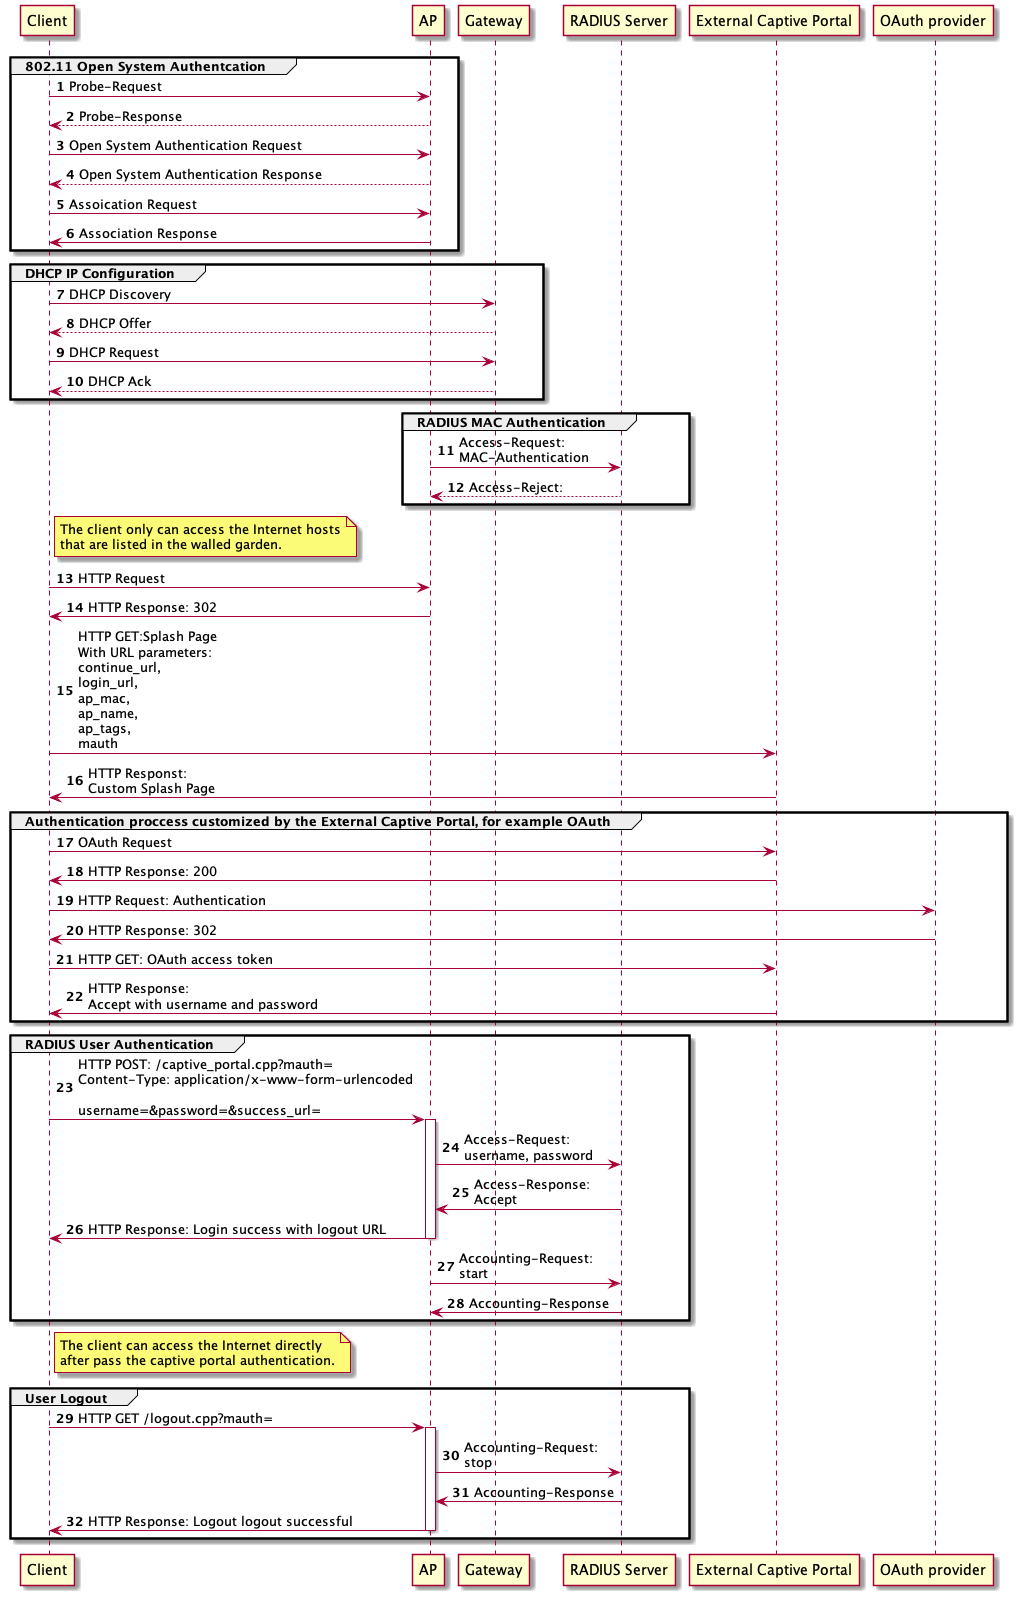 Client AP Gateway RADIUS Server External Captive Portal OAuth provider
802.11 Open System Authentcation
1 Probe-Request
2 Probe-Response
3 Open System Authentication Request
4 Open System Authentication Response
5 Assoication Request
6 Association Response
DHCP IP Configuration
7 DHCP Discovery
8 DHCP Offer
9 DHCP Request
10 DHCP Ack
RADIUS MAC Authentication
11 Access-Request:
MAC-Authentication
12 Access-Reject:
The client only can access the Internet hosts
that are listed in the walled garden.
13 HTTP Request
14 HTTP Response: 302
HTTP GET:Splash Page
With URL parameters:
continue_url,
login_url,
15 ap_mac,
ap_name,
ap_tags,
mauth
16 HTTP Responst:
Custom Splash Page
Authentication proccess customized by the External Captive Portal, for example OAuth
17 OAuth Request
18 HTTP Response: 200
19 HTTP Request: Authentication
20 HTTP Response: 302
21 HTTP GET: OAuth access token
22 HTTP Response:
Accept with username and password
RADIUS User Authentication
HTTP POST: /captive_portal.cpp?mauth=
23 Content-Type: application/x-www-form-urlencoded
username=&password=&success_url=
24 Access-Request:
username, password
25 Access-Response:
Accept
26 HTTP Response: Login success with logout URL
27 Accounting-Request:
start
28 Accounting-Response
The client can access the Internet directly
after pass the captive portal authentication.
User Logout
29 HTTP GET /logout.cpp?mauth=
30 Accounting-Request:
stop
31 Accounting-Response
32 HTTP Response: Logout logout successful
Client AP Gateway RADIUS Server External Captive Portal OAuth provider